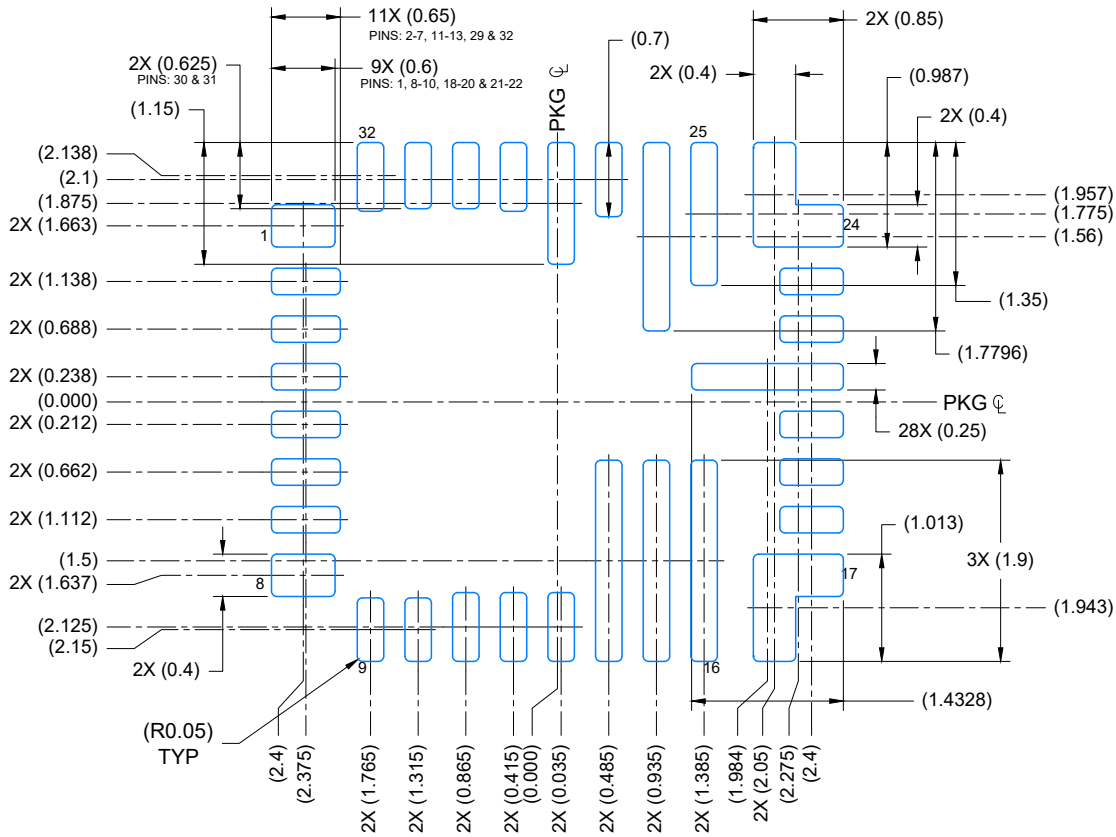 11X (0.65)
PINS: 2-7, 11-13, 29 & 32
2X (0.85)
2X (0.625)
PINS: 30 & 31
9X (0.6)
PINS: 1, 8-10, 18-20 & 21-22
(0.7)
2X (0.4)
(0.987)
(1.15)
PKG ℄
2X (0.4)
32
25
(2.138)
(2.1)
(1.875)
2X (1.663)
1
24
(1.957)
(1.775)
(1.56)
2X (1.138)
(1.35)
2X (0.688)
(1.7796)
2X (0.238)
(0.000)
PKG ℄
2X (0.212)
28X (0.25)
2X (0.662)
2X (1.112)
(1.013)
(1.5)
3X (1.9)
2X (1.637)
8
17
(1.943)
(2.125)
(2.15)
2X (0.4)
9
16
(1.4328)
(R0.05)
TYP
(2.4)
(2.375)
2X (1.765)
2X (1.315)
2X (0.865)
2X (0.415)
(0.000)
2X (0.035)
2X (0.485)
2X (0.935)
2X (1.385)
(1.984)
2X (2.05)
(2.275)
(2.4)